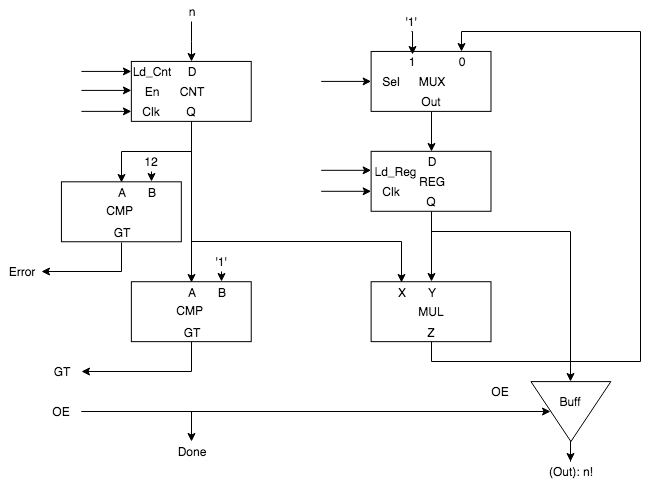 n
'1'
Ld_Cnt D
En CNT
Clk Q
1 0
Sel MUX
Out
12
A B
CMP
GT
Error
D
Ld_Reg
REG
Clk
Q
'1'
A B
CMP
GT
X Y
MUL
Z
GT
OE
OE
Buff
Done
(Out): n!